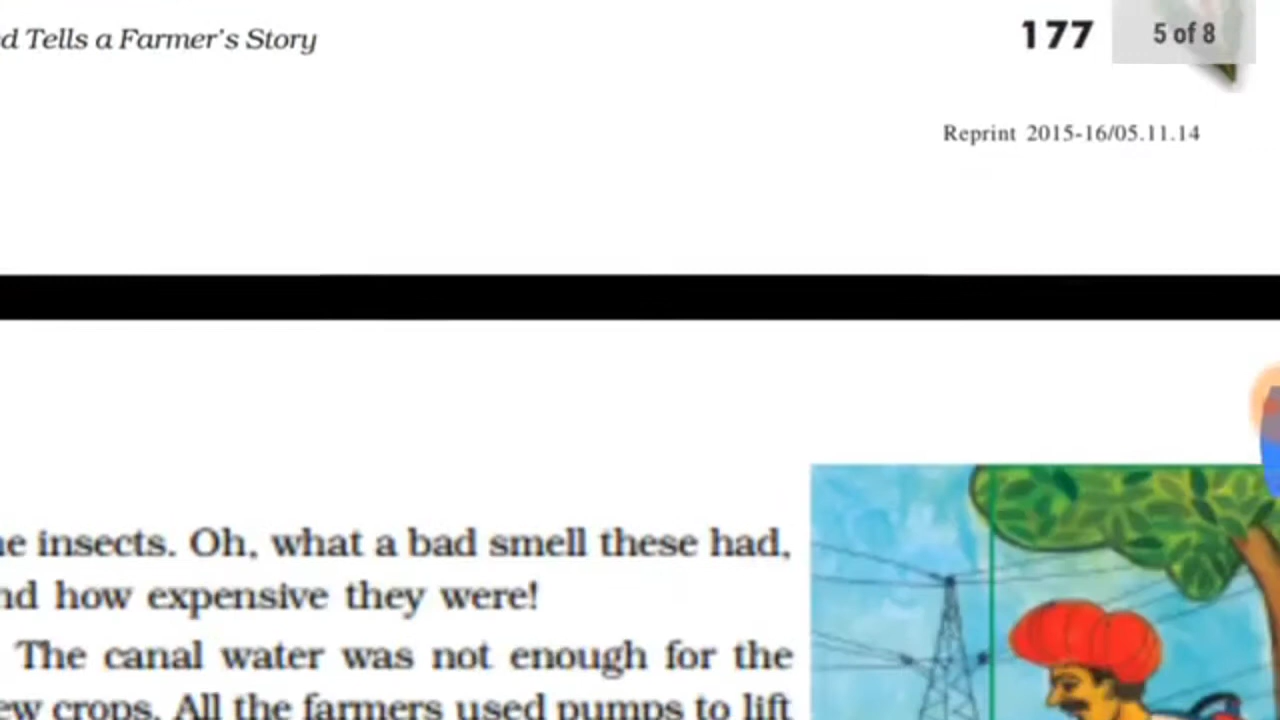 d Tells a Farmer's Story
177
5 of 8
Reprint 2015-16/05.11.14
e insects. Oh, what a bad smell these had,
nd how expensive they were!
The canal water was not enough for the
ew crops. All the farmers used pumps to lift